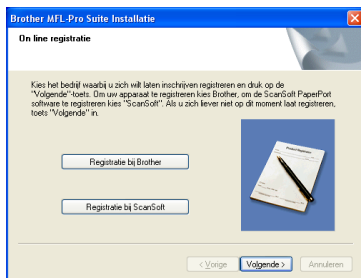 Brother MFL-Pro Suite Installatie
On line registratie
Kies het bedrijf waarbij u zich wilt laten inschrijven registreren en druk op de
"Volgende"-toets. Om uw apparaat te registreren kies Brother, om de ScanSoft PaperPort
software te registreren kies "ScanSoft". Als u zich liever niet op dit moment laat registreren,
toets "Volgende" in.
Registratie bij Brother
Product Registration
Registratie bij ScanSoft
< Vorige
Volgende >
Annuleren